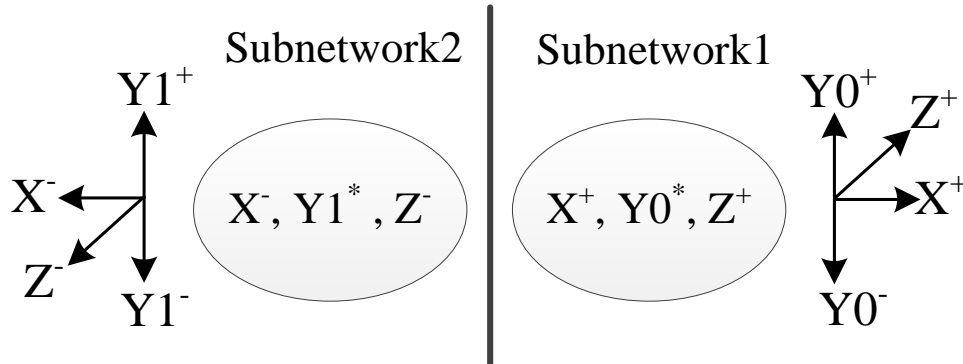 Subnetwork2
Y1⁺
X⁻
Z⁻
Y1⁻
X⁻, Y1* , Z⁻
Subnetwork1
X⁺, Y0*, Z⁺
Y0⁺
Z⁺
X⁺
Y0⁻